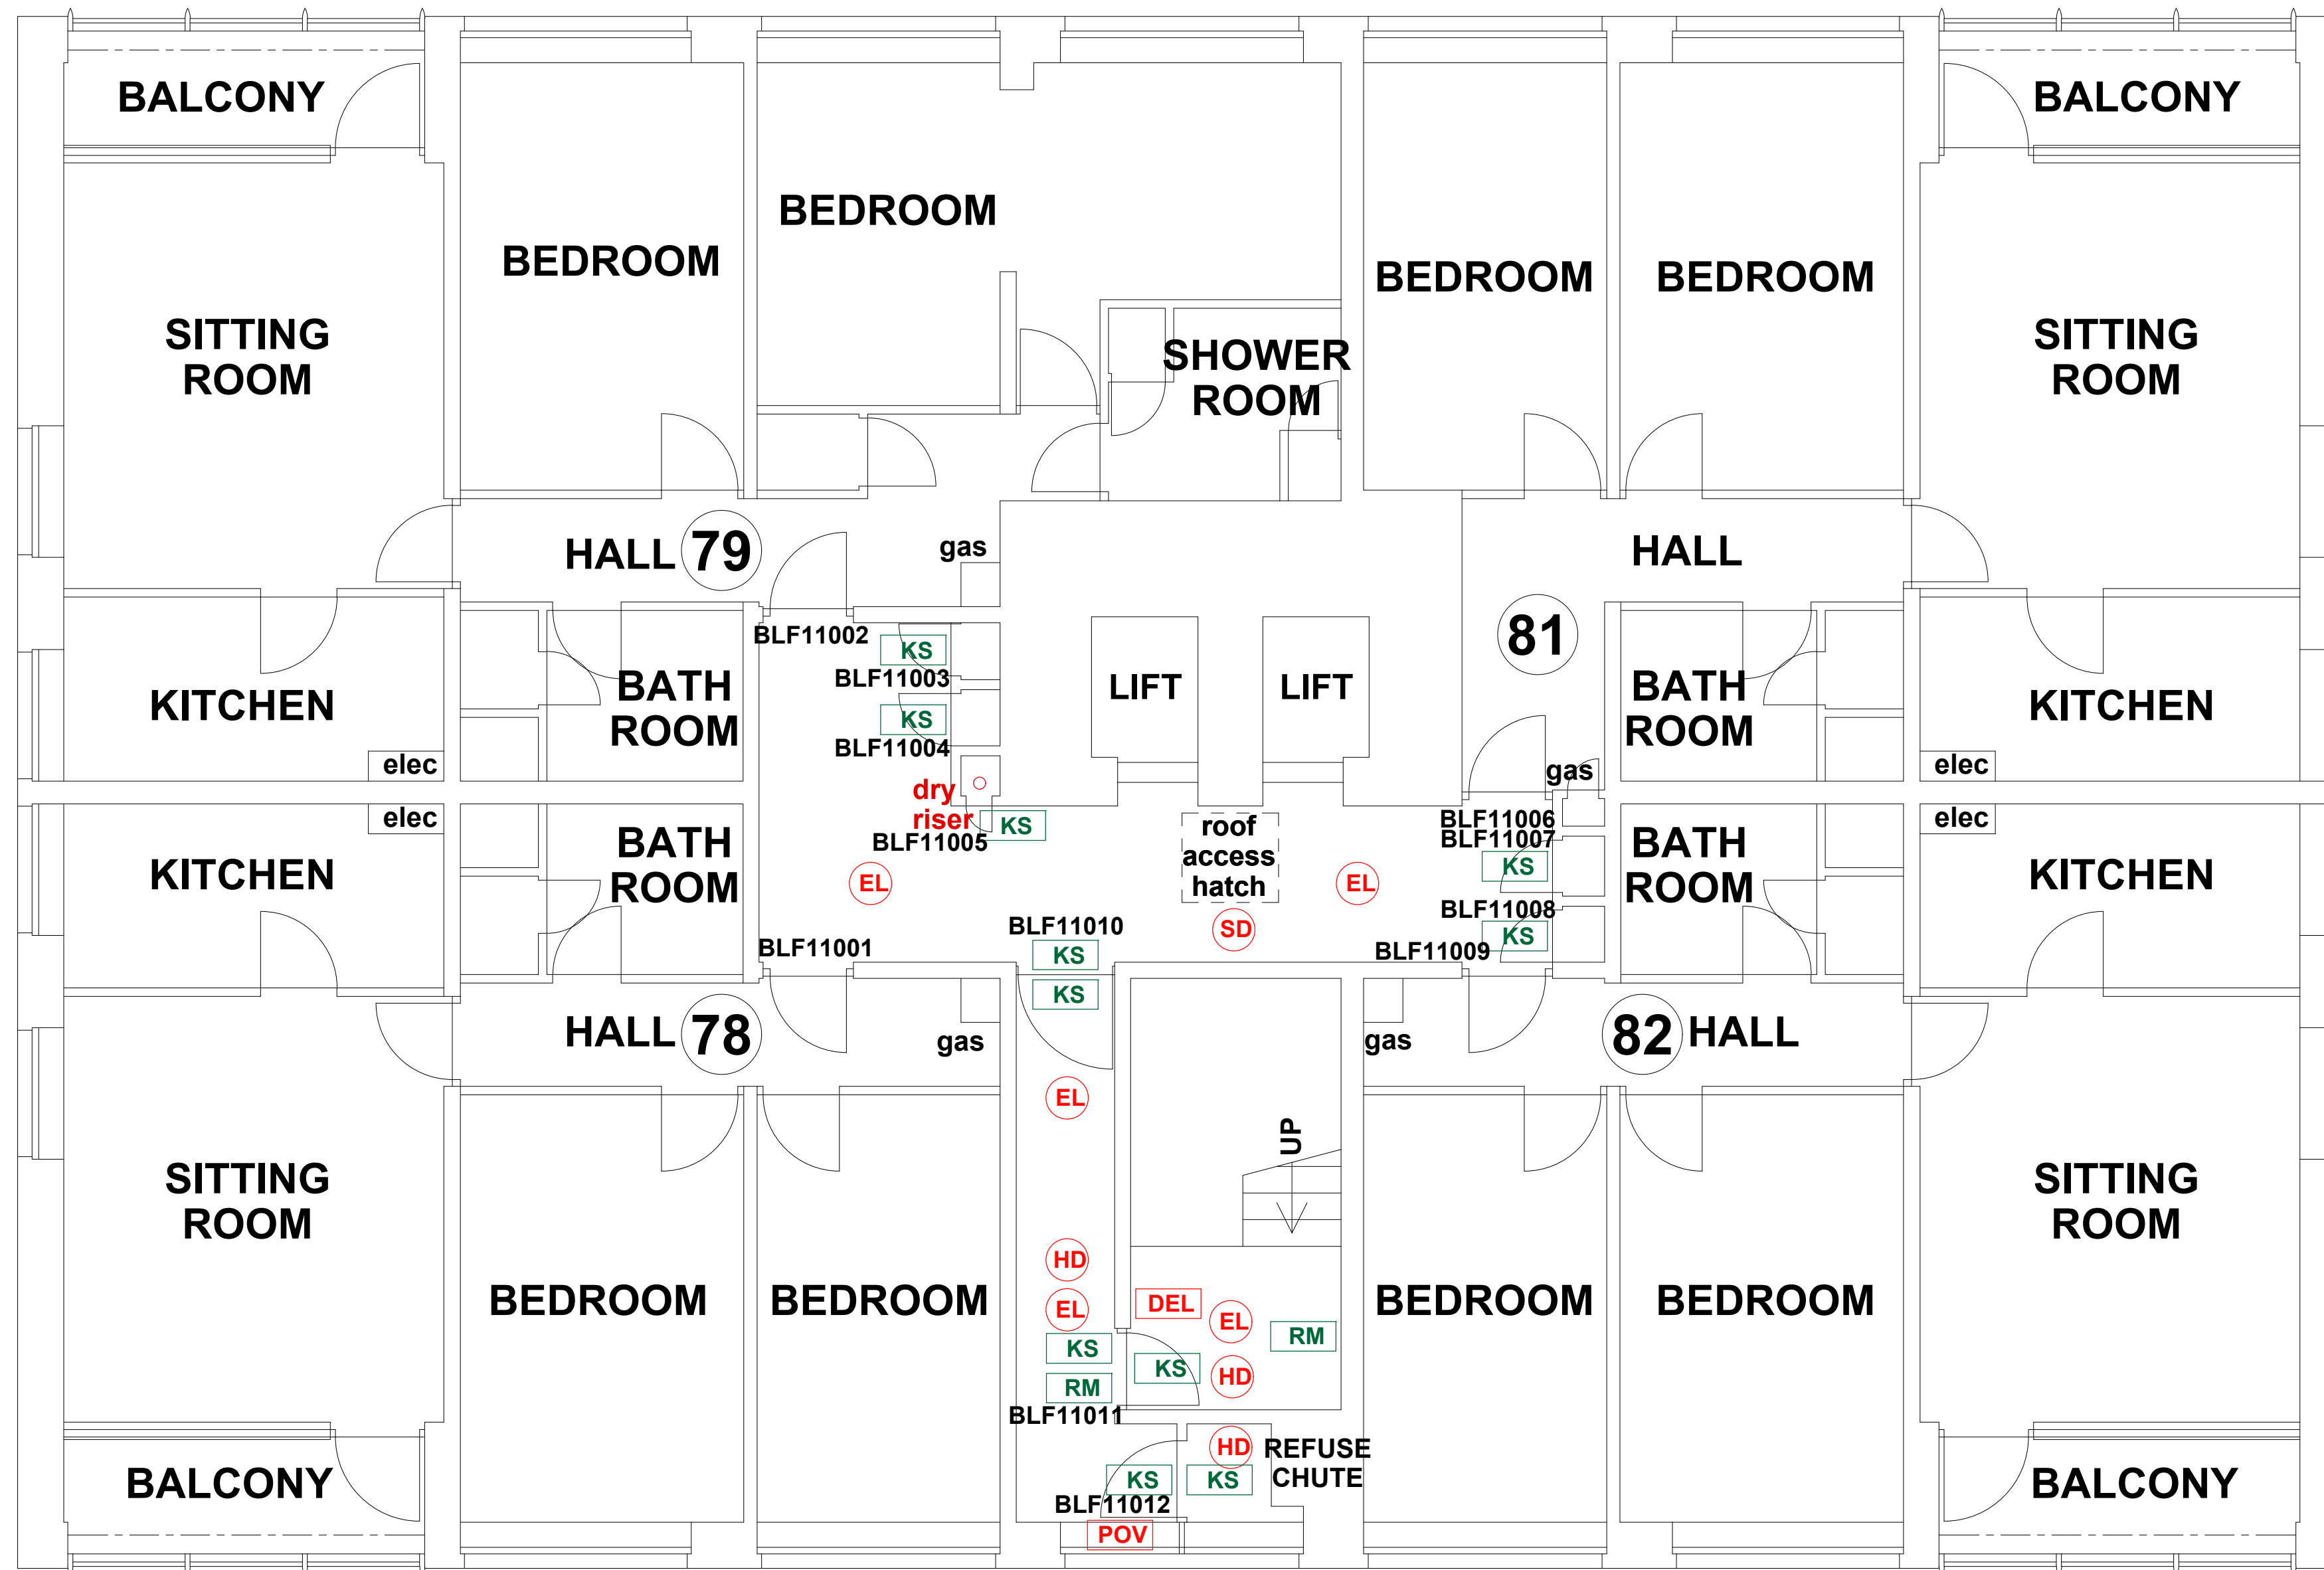 BALCONY
BALCONY
BEDROOM
BEDROOM
BEDROOM
BEDROOM
SITTING
ROOM
SHOWER
ROOM
SITTING
ROOM
HALL
79
gas
HALL
81
BLF11002
KS
BLF11003
KS
BLF11004
KITCHEN
BATH
ROOM
elec
LIFT
LIFT
BATH
ROOM
KITCHEN
elec
gas
dry
riser
KS
BLF11005
roof
access
hatch
BLF11006
BLF11007
KS
BLF11008
KS
BLF11009
elec
KITCHEN
BATH
ROOM
EL
EL
SD
BATH
ROOM
elec
KITCHEN
BLF11001
BLF11010
KS
KS
HALL
78
gas
gas
82
HALL
EL
UP
SITTING
ROOM
SITTING
ROOM
BEDROOM
BEDROOM
HD
EL
DEL
EL
RM
KS
KS
HD
RM
BLF11011
BEDROOM
BEDROOM
HD
REFUSE
CHUTE
KS
KS
BLF11012
POV
BALCONY
BALCONY